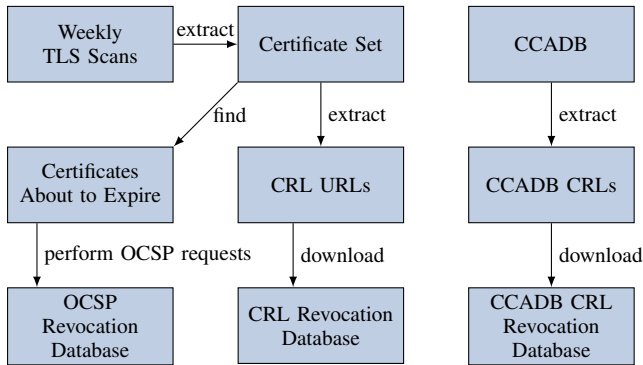 Weekly
TLS Scans
extract
Certificate Set
CCADB
find
extract
extract
Certificates
About to Expire
CRL URLs
CCADB CRLs
perform OCSP requests
download
download
OCSP
Revocation
Database
CRL Revocation
Database
CCADB CRL
Revocation
Database